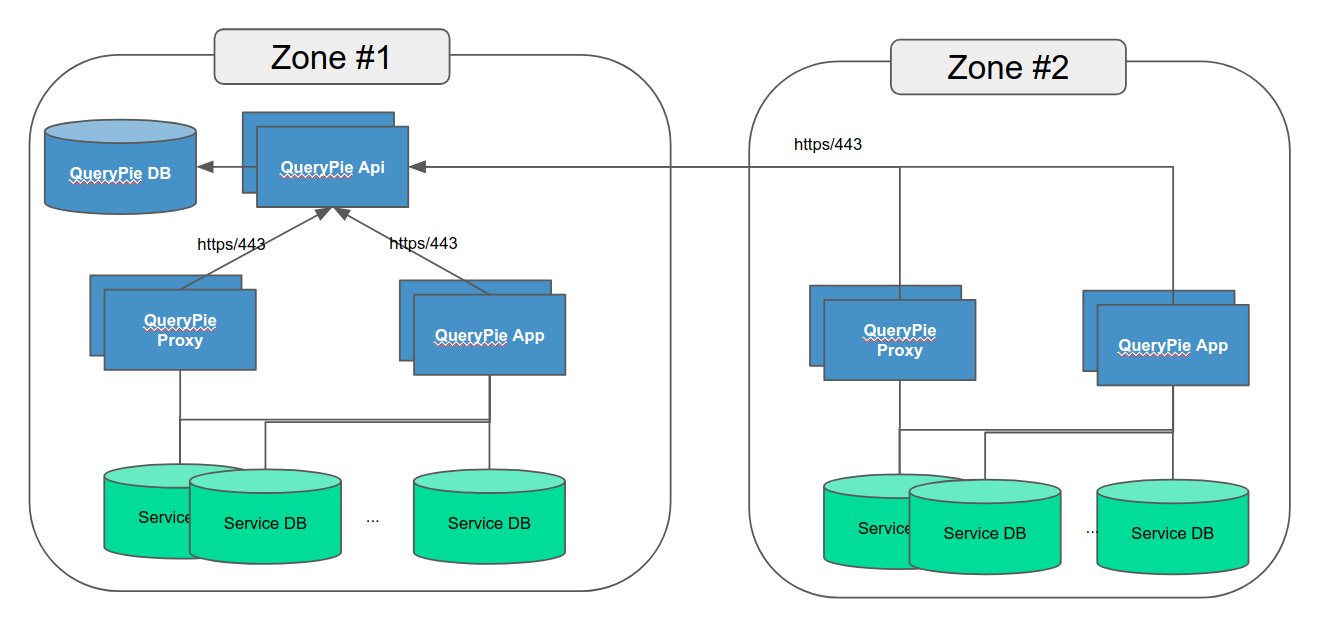 Zone #1
Zone #2
https/443
QueryPie DB
QueryPie Api
https/443
https/443
QueryPie
Proxy
QueryPie App
QueryPie
Proxy
QueryPie App
Service
Service DB
...
Service DB
Service
Service DB
...
Service DB